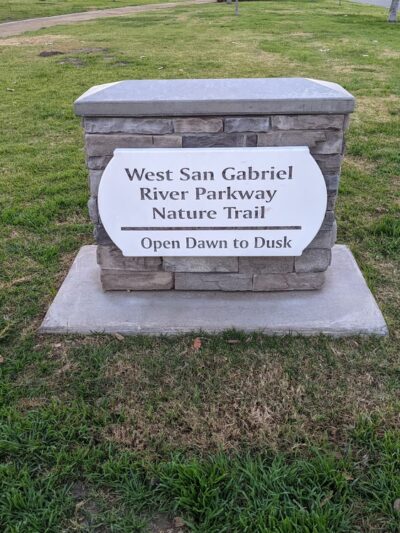 West San Gabriel
River Parkway
Nature Trail
Open Dawn to Dusk